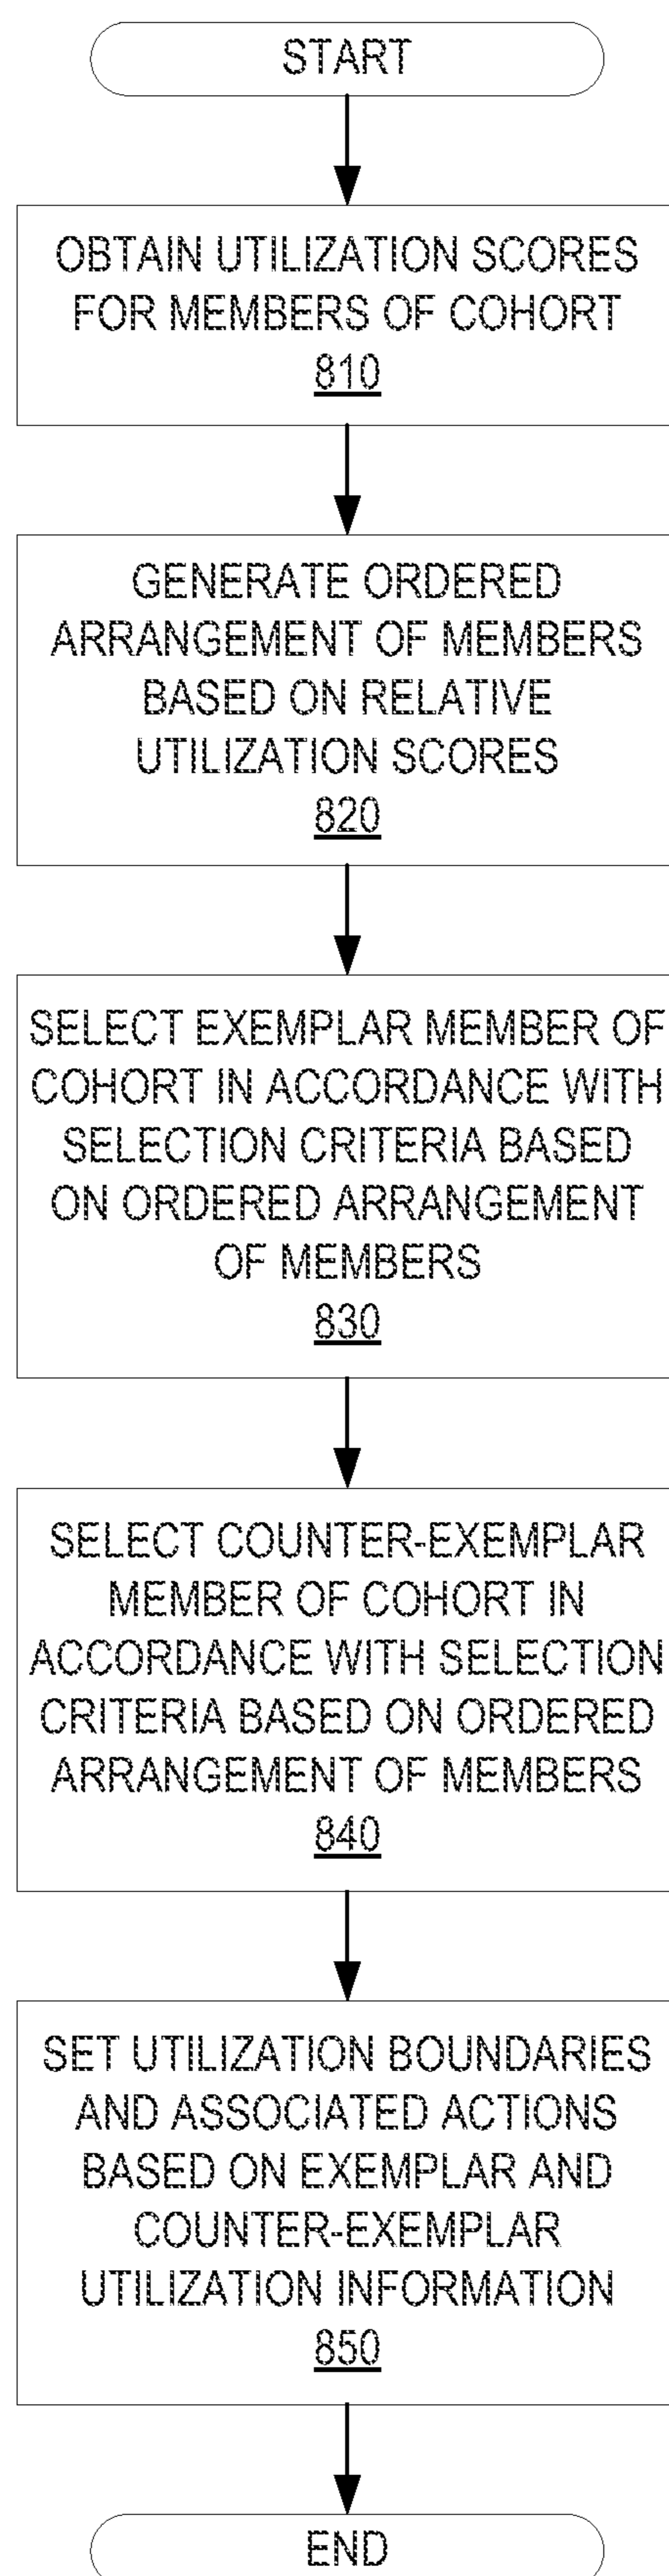 START
OBTAIN UTILIZATION SCORES
FOR MEMBERS OF COHORT
810
GENERATE ORDERED
ARRANGEMENT OF MEMBERS
BASED ON RELATIVE
UTILIZATION SCORES
820
SELECT EXEMPLAR MEMBER OF
COHORT IN ACCORDANCE WITH
SELECTION CRITERIA BASED
ON ORDERED ARRANGEMENT
OF MEMBERS
830
SELECT COUNTER-EXEMPLAR
MEMBER OF COHORT IN
ACCORDANCE WITH SELECTION
CRITERIA BASED ON ORDERED
ARRANGEMENT OF MEMBERS
840
SET UTILIZATION BOUNDARIES
AND ASSOCIATED ACTIONS
BASED ON EXEMPLAR AND
COUNTER-EXEMPLAR
UTILIZATION INFORMATION
850
END